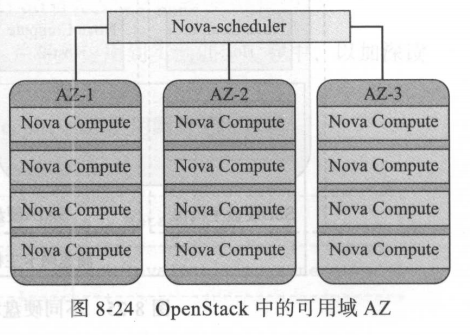 Nova-scheduler
AZ-1 AZ-2 AZ-3
Nova Compute Nova Compute Nova Compute
Nova Compute Nova Compute Nova Compute
Nova Compute Nova Compute Nova Compute
Nova Compute Nova Compute Nova Compute
图 8-24 OpenStack 中的可用域 AZ